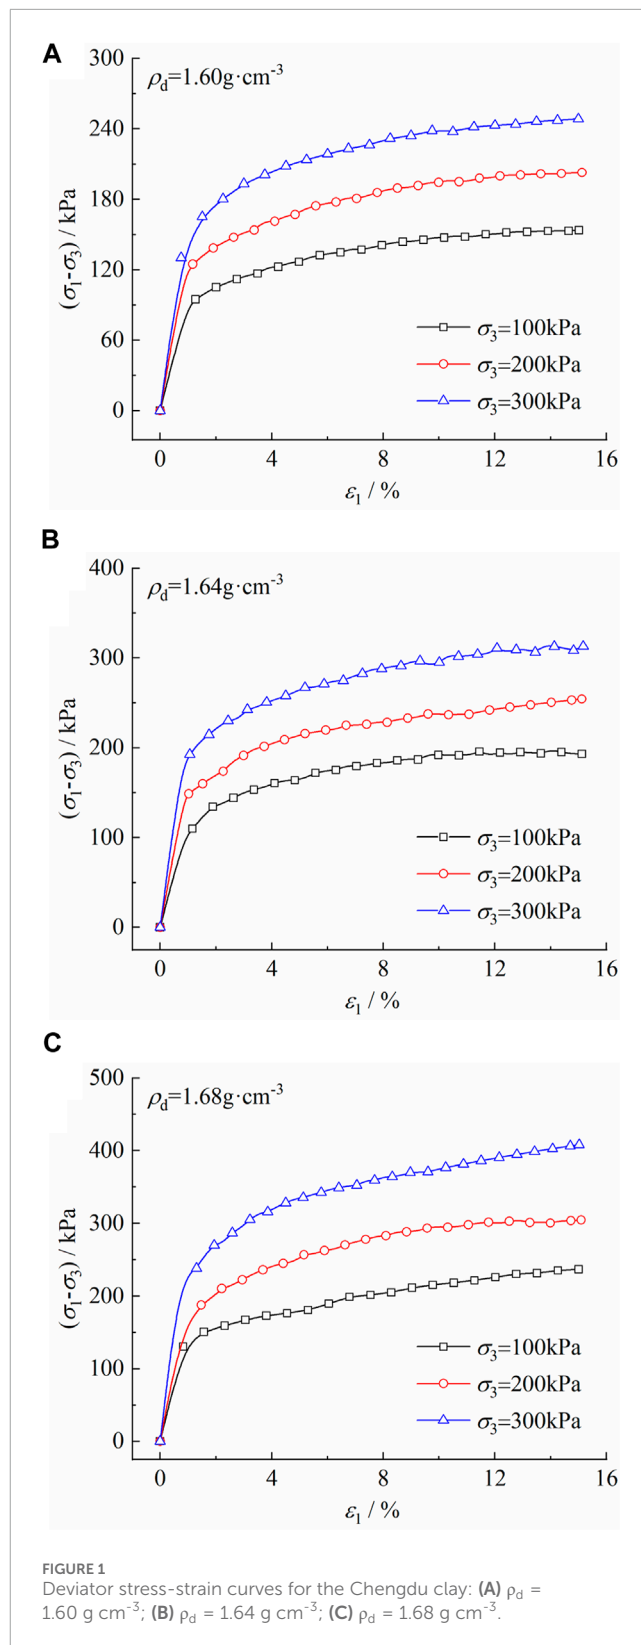 A
ρd=1.60g·cm-3
300
240
180
120
60
0
(σ1-σ3) / kPa
σ3=100kPa
σ3=200kPa
σ3=300kPa
0 4 8 12 16
ε1 / %
B
ρd=1.64g·cm-3
400
300
200
100
0
(σ1-σ3) / kPa
σ3=100kPa
σ3=200kPa
σ3=300kPa
0 4 8 12 16
ε1 / %
C
ρd=1.68g·cm-3
500
400
300
200
100
0
(σ1-σ3) / kPa
σ3=100kPa
σ3=200kPa
σ3=300kPa
0 4 8 12 16
ε1 / %
FIGURE 1
Deviator stress-strain curves for the Chengdu clay: (A) ρd =
1.60 g cm-3; (B) ρd = 1.64 g cm-3; (C) ρd = 1.68 g cm-3.